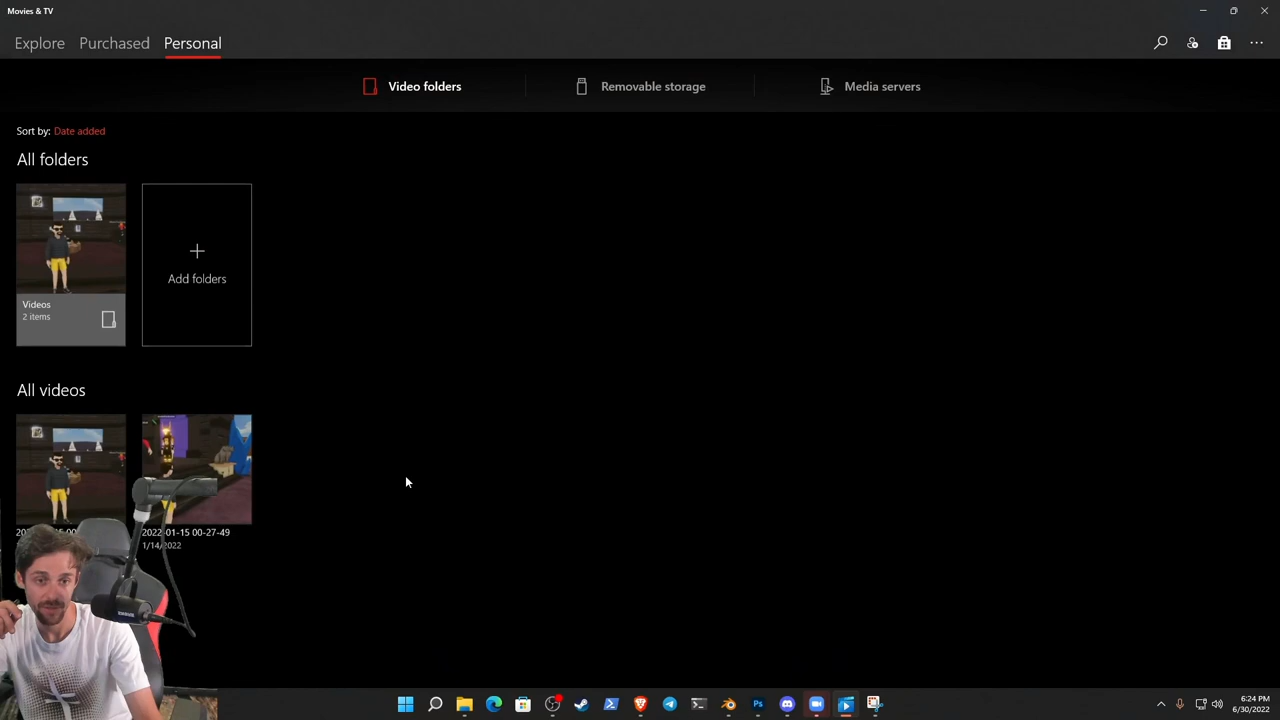 Movies & TV
Explore Purchased Personal
Video folders
Removable storage
Media servers
Sort by: Date added
All folders
Videos
2 items
Add folders
All videos
2022-01-15 00-27-49
1/14/2022
6:24 PM
6/30/2022